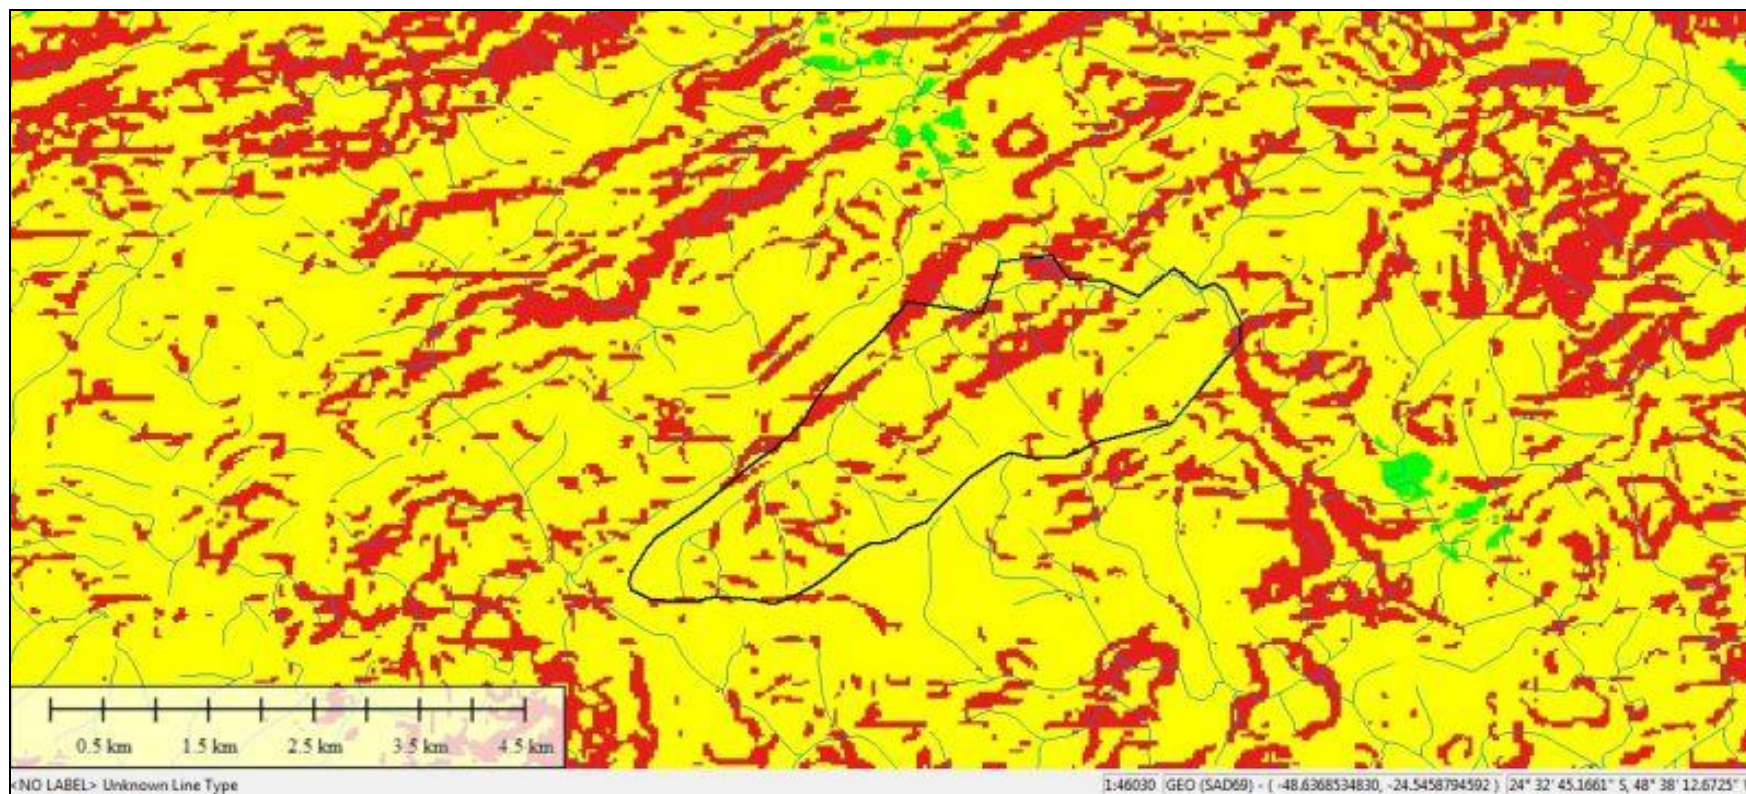 0.5 km 1.5 km 2.5 km 3.5 km 4.5 km
<NO LABEL> Unknown Line Type
1:46030 GEO (SAD69) - ( -48.6368534830, -24.5458794592 ) 24° 32' 45.1661" S, 48° 38' 12.6725"